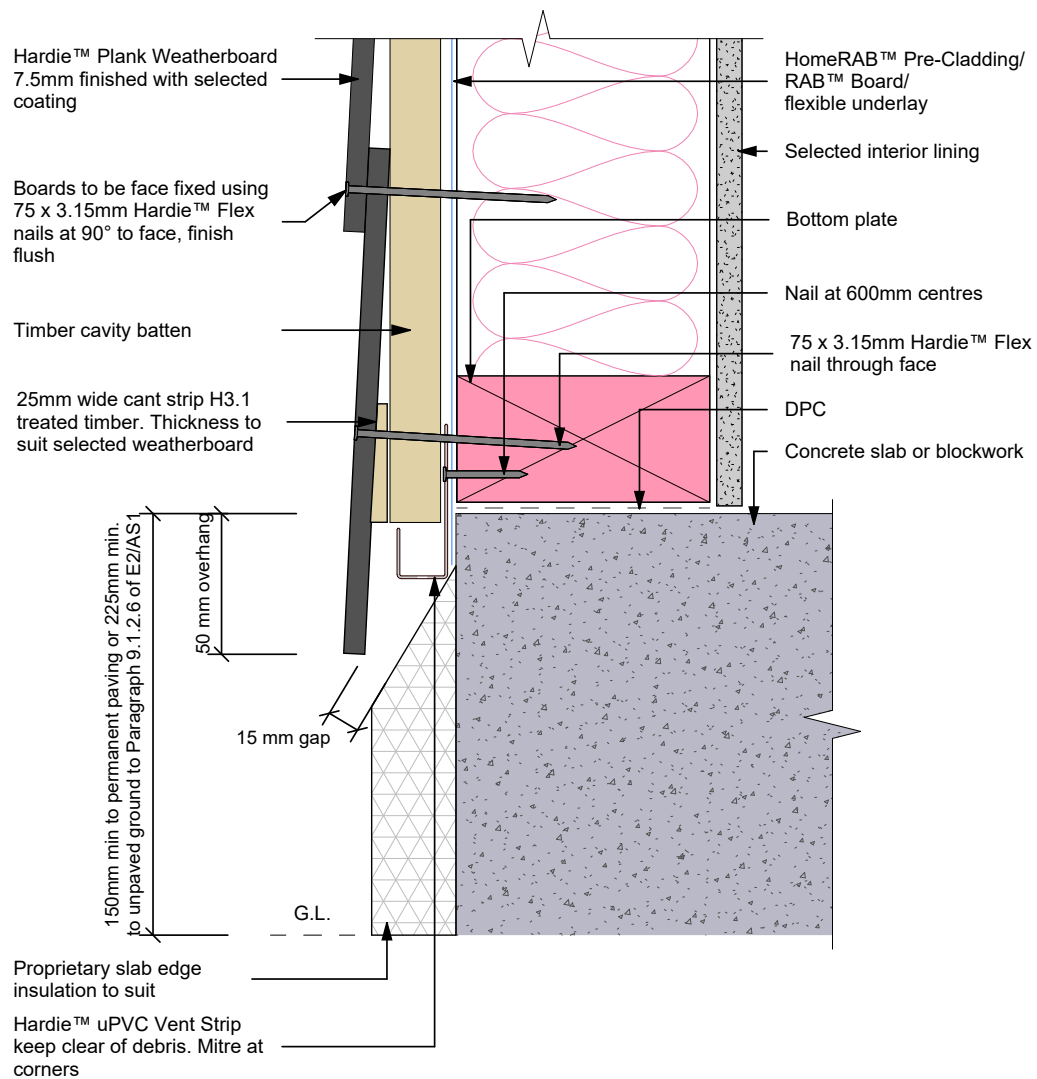 Hardie™ Plank Weatherboard
7.5mm finished with selected
coating
Boards to be face fixed using
75 x 3.15mm Hardie™ Flex
nails at 90° to face, finish
flush
Timber cavity batten
25mm wide cant strip H3.1
treated timber. Thickness to
suit selected weatherboard
HomeRAB™ Pre-Cladding/
RAB™ Board/
flexible underlay
Selected interior lining
Bottom plate
Nail at 600mm centres
75 x 3.15mm Hardie™ Flex
nail through face
DPC
Concrete slab or blockwork
150mm min to permanent paving or 225mm min.
to unpaved ground to Paragraph 9.1.2.6 of E2/AS1
50 mm overhang
15 mm gap
G.L.
Proprietary slab edge
insulation to suit
Hardie™ uPVC Vent Strip
keep clear of debris. Mitre at
corners